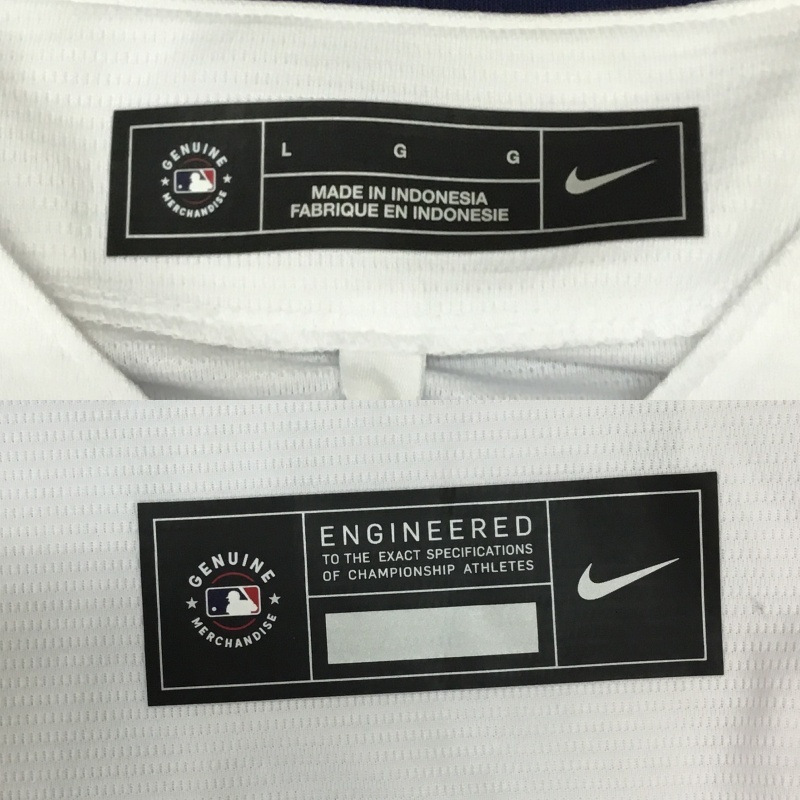 GENUINE
MERCHANDISE
L G G
MADE IN INDONESIA
FABRIQUE EN INDONESIE
GENUINE
MERCHANDISE
ENGINEERED
TO THE EXACT SPECIFICATIONS
OF CHAMPIONSHIP ATHLETES